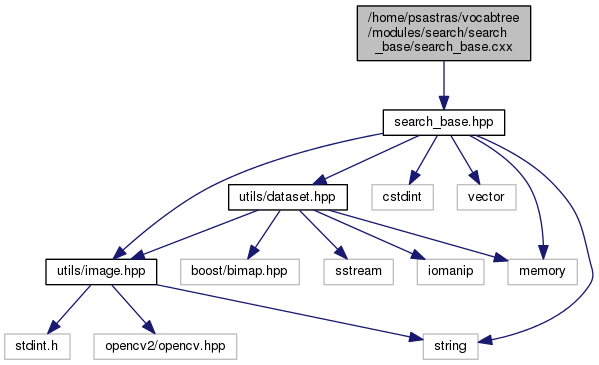 /home/psastras/vocabtree
/modules/search/search
_base/search_base.cxx
search_base.hpp
utils/dataset.hpp
cstdint
vector
utils/image.hpp
boost/bimap.hpp
sstream
iomanip
memory
stdint.h
opencv2/opencv.hpp
string